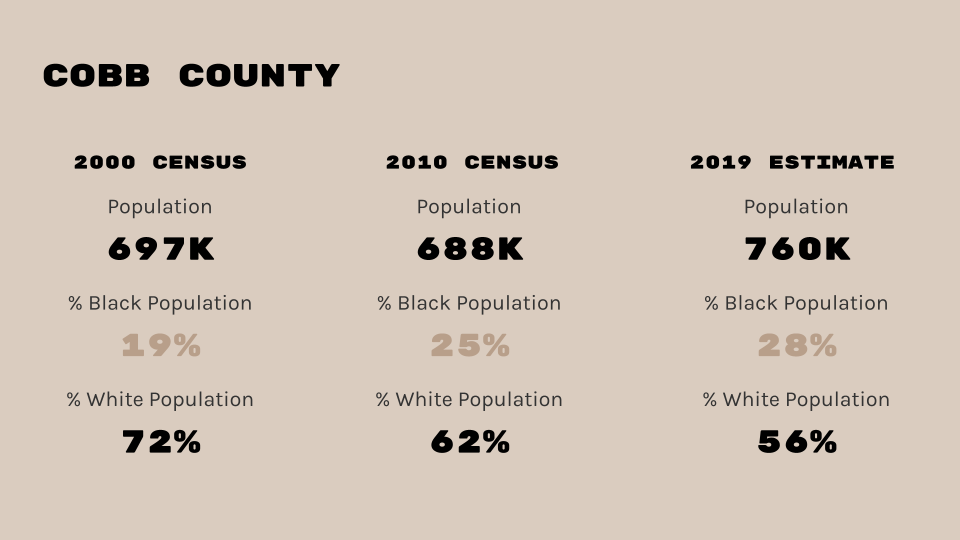 COBB COUNTY
2000 CENSUS
Population
697K
% Black Population
19%
% White Population
72%
2010 CENSUS
Population
688K
% Black Population
25%
% White Population
62%
2019 ESTIMATE
Population
760K
% Black Population
28%
% White Population
56%